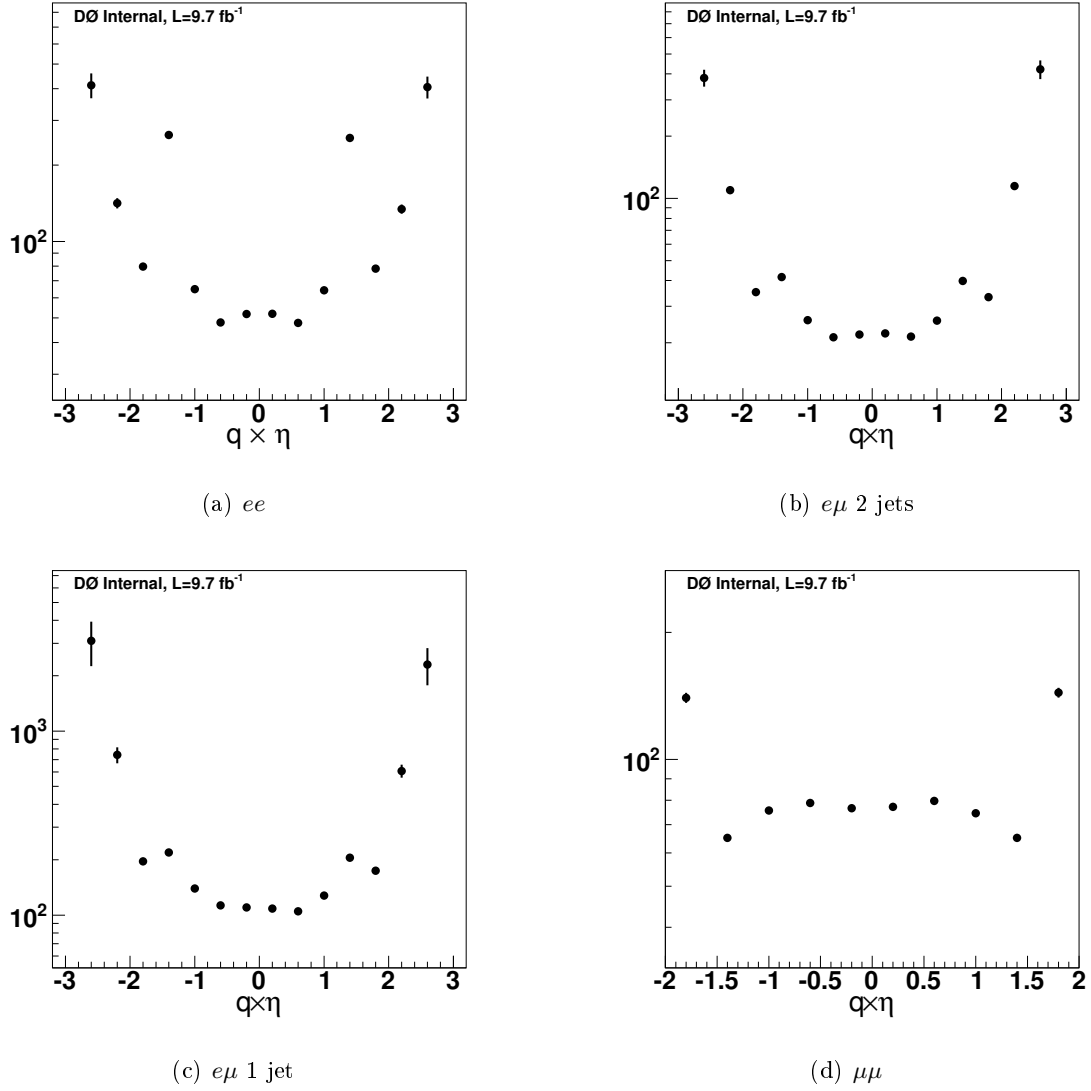 DØ Internal, L=9.7 fb⁻¹
10²
-3 -2 -1 0 1 2 3
q × η
(a) ee
DØ Internal, L=9.7 fb⁻¹
10²
-3 -2 -1 0 1 2 3
q×η
(b) eμ 2 jets
DØ Internal, L=9.7 fb⁻¹
10³
10²
-3 -2 -1 0 1 2 3
q×η
(c) eμ 1 jet
DØ Internal, L=9.7 fb⁻¹
10²
-2 -1.5 -1 -0.5 0 0.5 1 1.5 2
q×η
(d) μμ